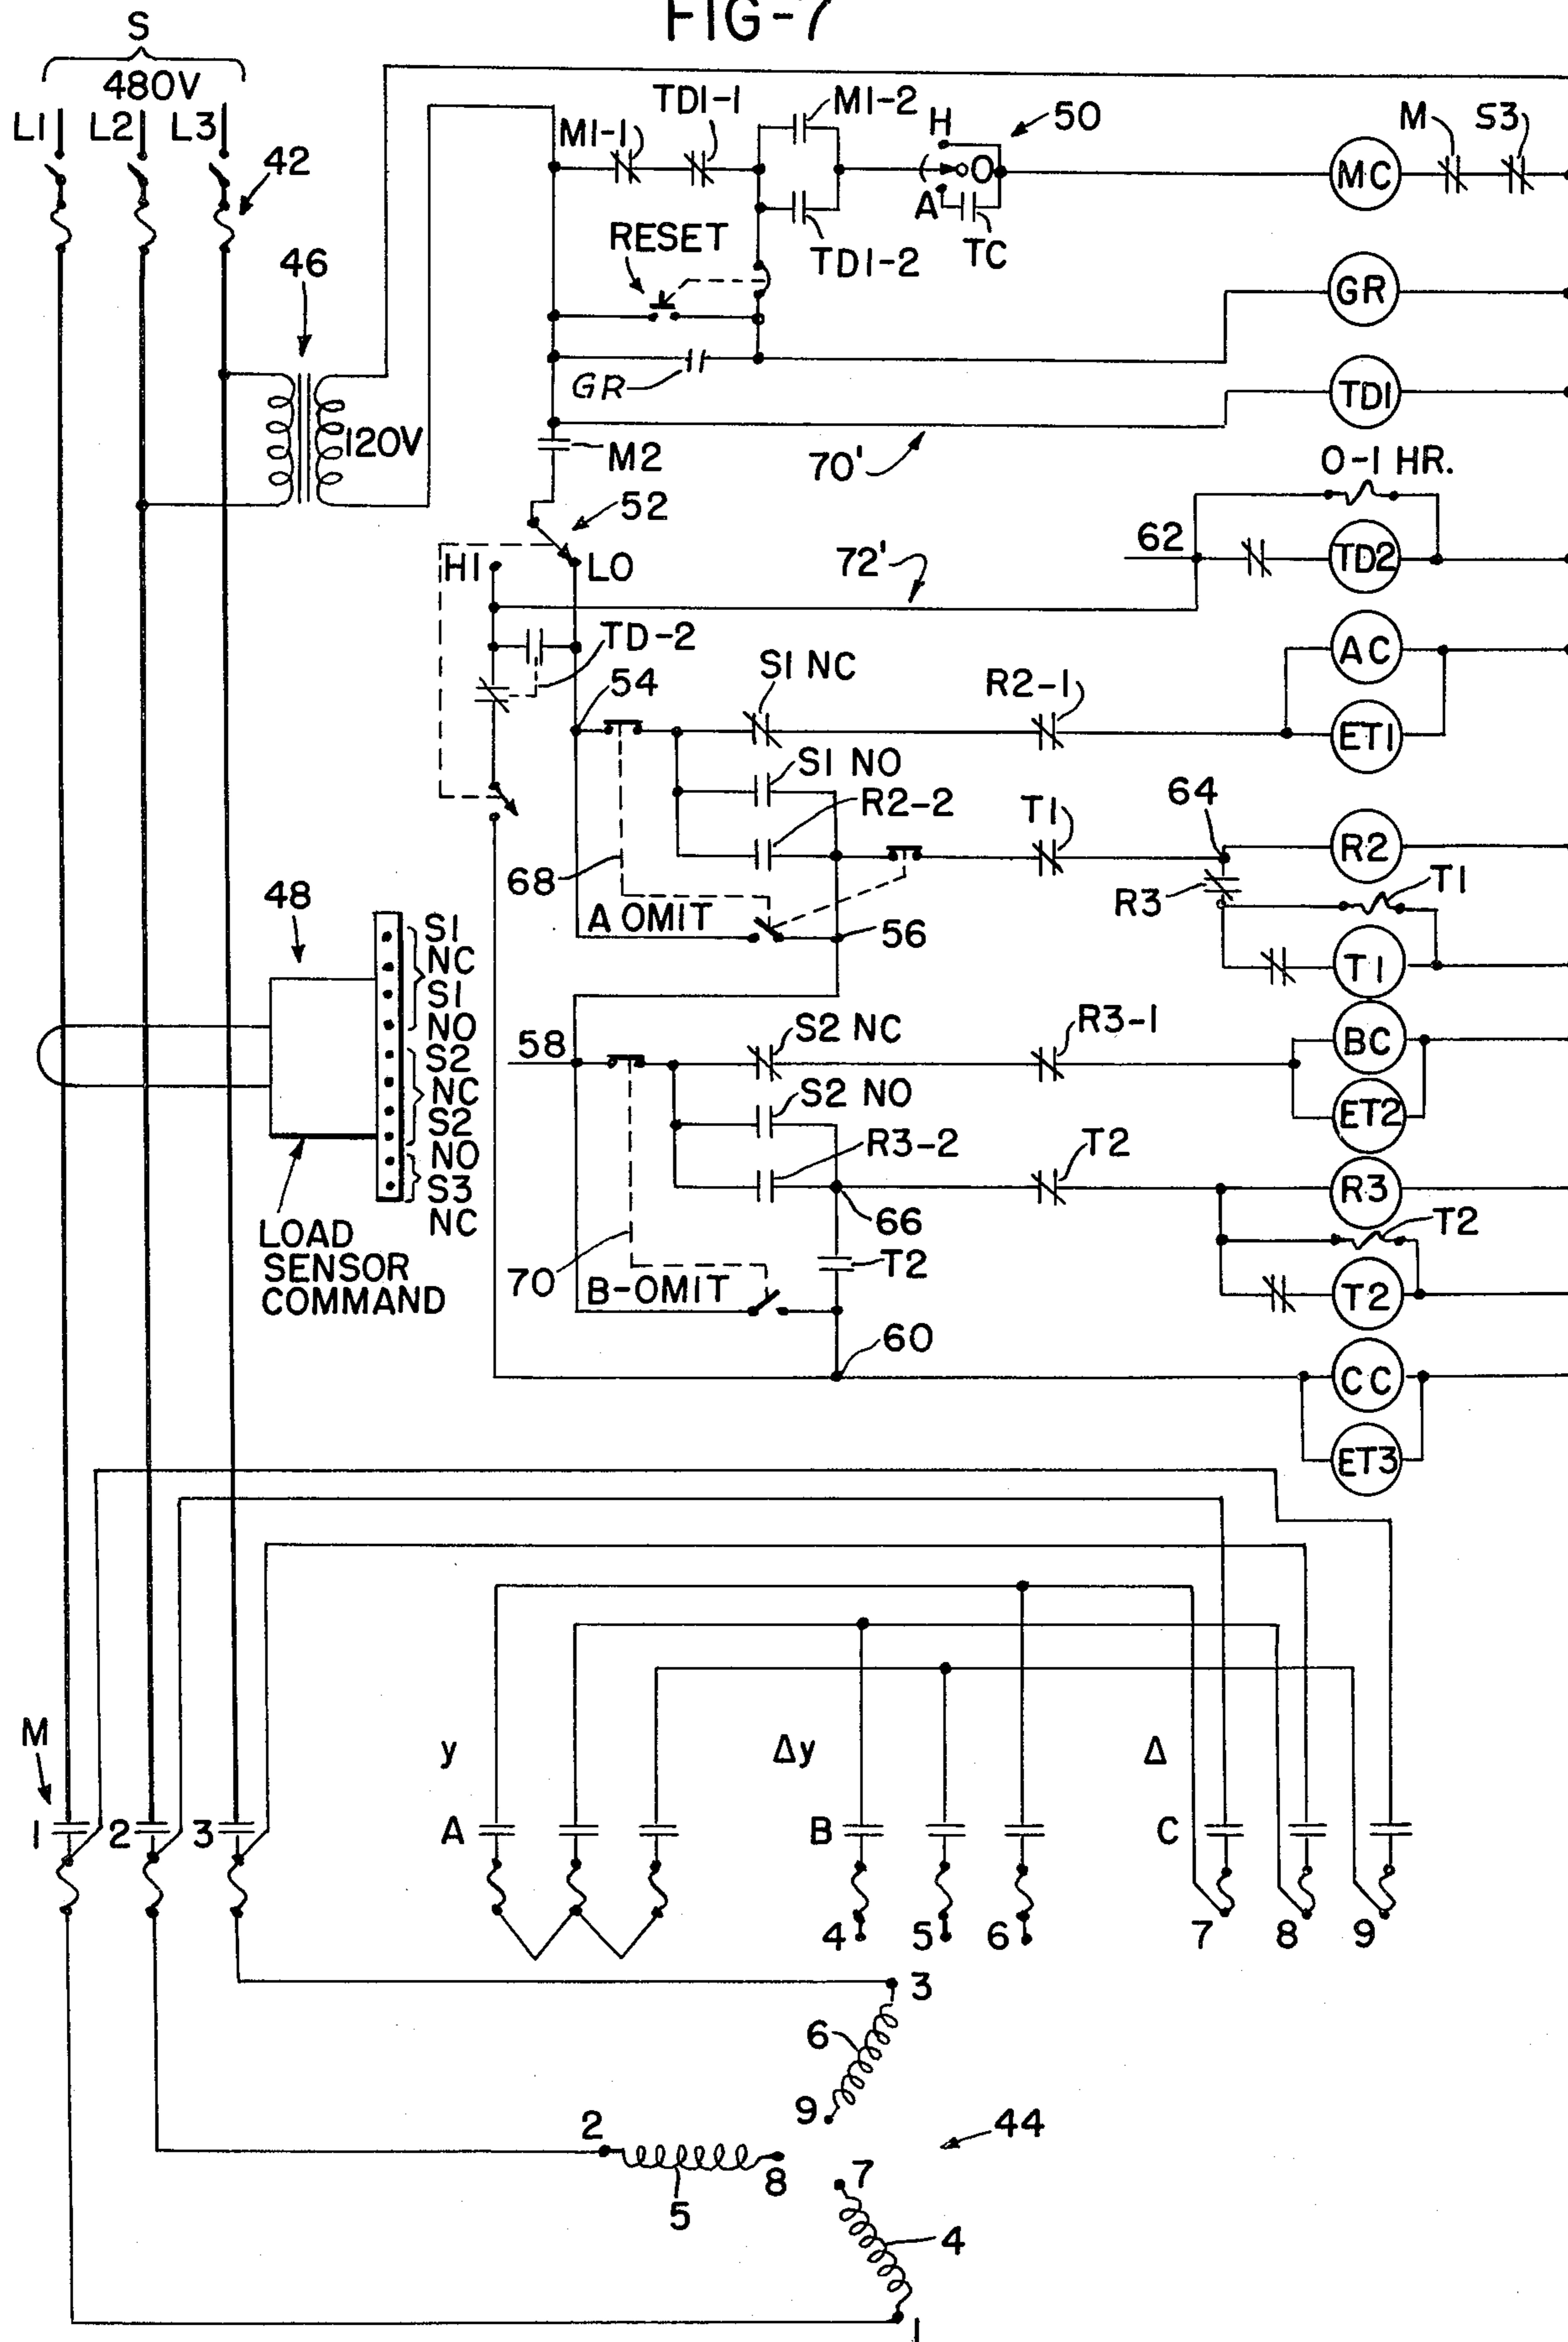 FIG-7
S
480V
L1 L2 L3
42
46
120V
M1-1
TD1-1
M1-2
H
50
O
A
TC
TD1-2
RESET
GR
M2
MC
M
S3
GR
TD1
70'
52
HI
LO
0-1 HR.
62
TD2
72'
TD-2
54
S1 NC
R2-1
AC
ET1
S1 NO
R2-2
T1
64
R2
68
A OMIT
56
R3
T1
T1
48
S1
NC
S1
NO
S2
NC
S2
NO
S3
NC
LOAD
SENSOR
COMMAND
58
S2 NC
R3-1
BC
ET2
S2 NO
R3-2
T2
R3
66
T2
T2
T2
70
B-OMIT
60
CC
ET3
M
y
Δy
Δ
1 2 3
A
B
C
4 5 6
7 8 9
3
6
9
44
2
5
8
7
4
1